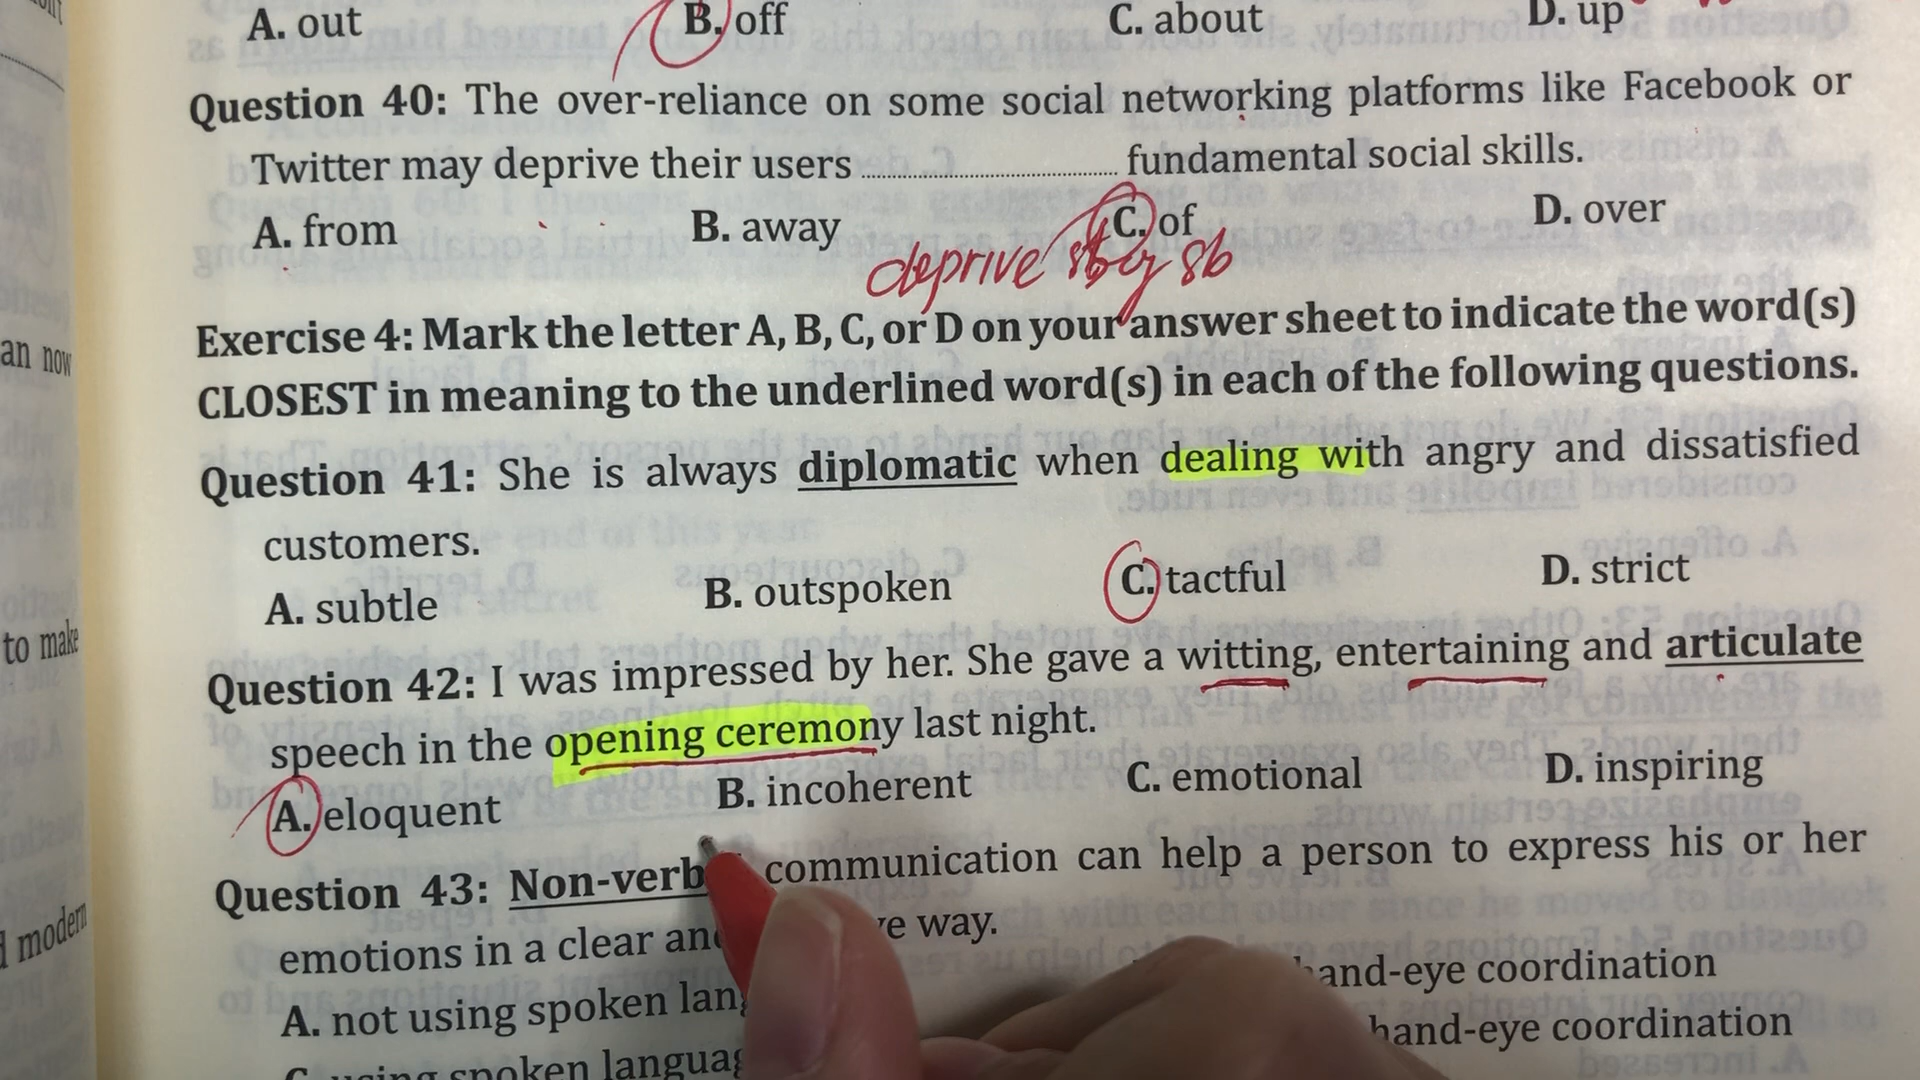 A. out B. off C. about D. up
Question 40: The over-reliance on some social networking platforms like Facebook or
Twitter may deprive their users ........................ fundamental social skills.
A. from B. away C. of D. over
deprive sb
Exercise 4: Mark the letter A, B, C, or D on your answer sheet to indicate the word(s)
CLOSEST in meaning to the underlined word(s) in each of the following questions.
Question 41: She is always diplomatic when dealing with angry and dissatisfied
customers.
A. subtle B. outspoken C. tactful D. strict
Question 42: I was impressed by her. She gave a witting, entertaining and articulate
speech in the opening ceremony last night.
A. eloquent B. incoherent C. emotional D. inspiring
Question 43: Non-verb communication can help a person to express his or her
emotions in a clear way.
A. not using spoken hand-eye coordination
using spoken hand-eye coordination
an now
to make
modern